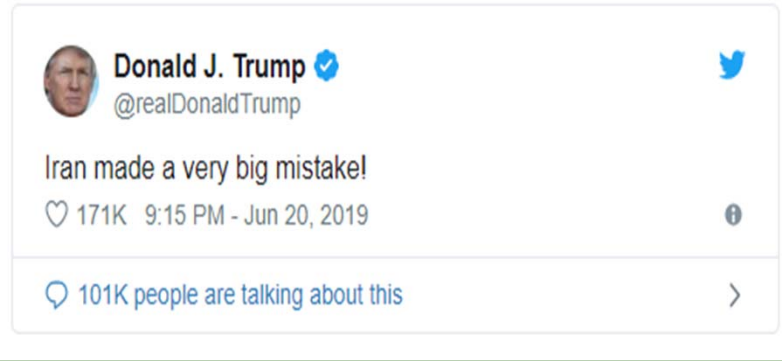 Donald J. Trump
@realDonaldTrump
Iran made a very big mistake!
171K 9:15 PM - Jun 20, 2019
101K people are talking about this